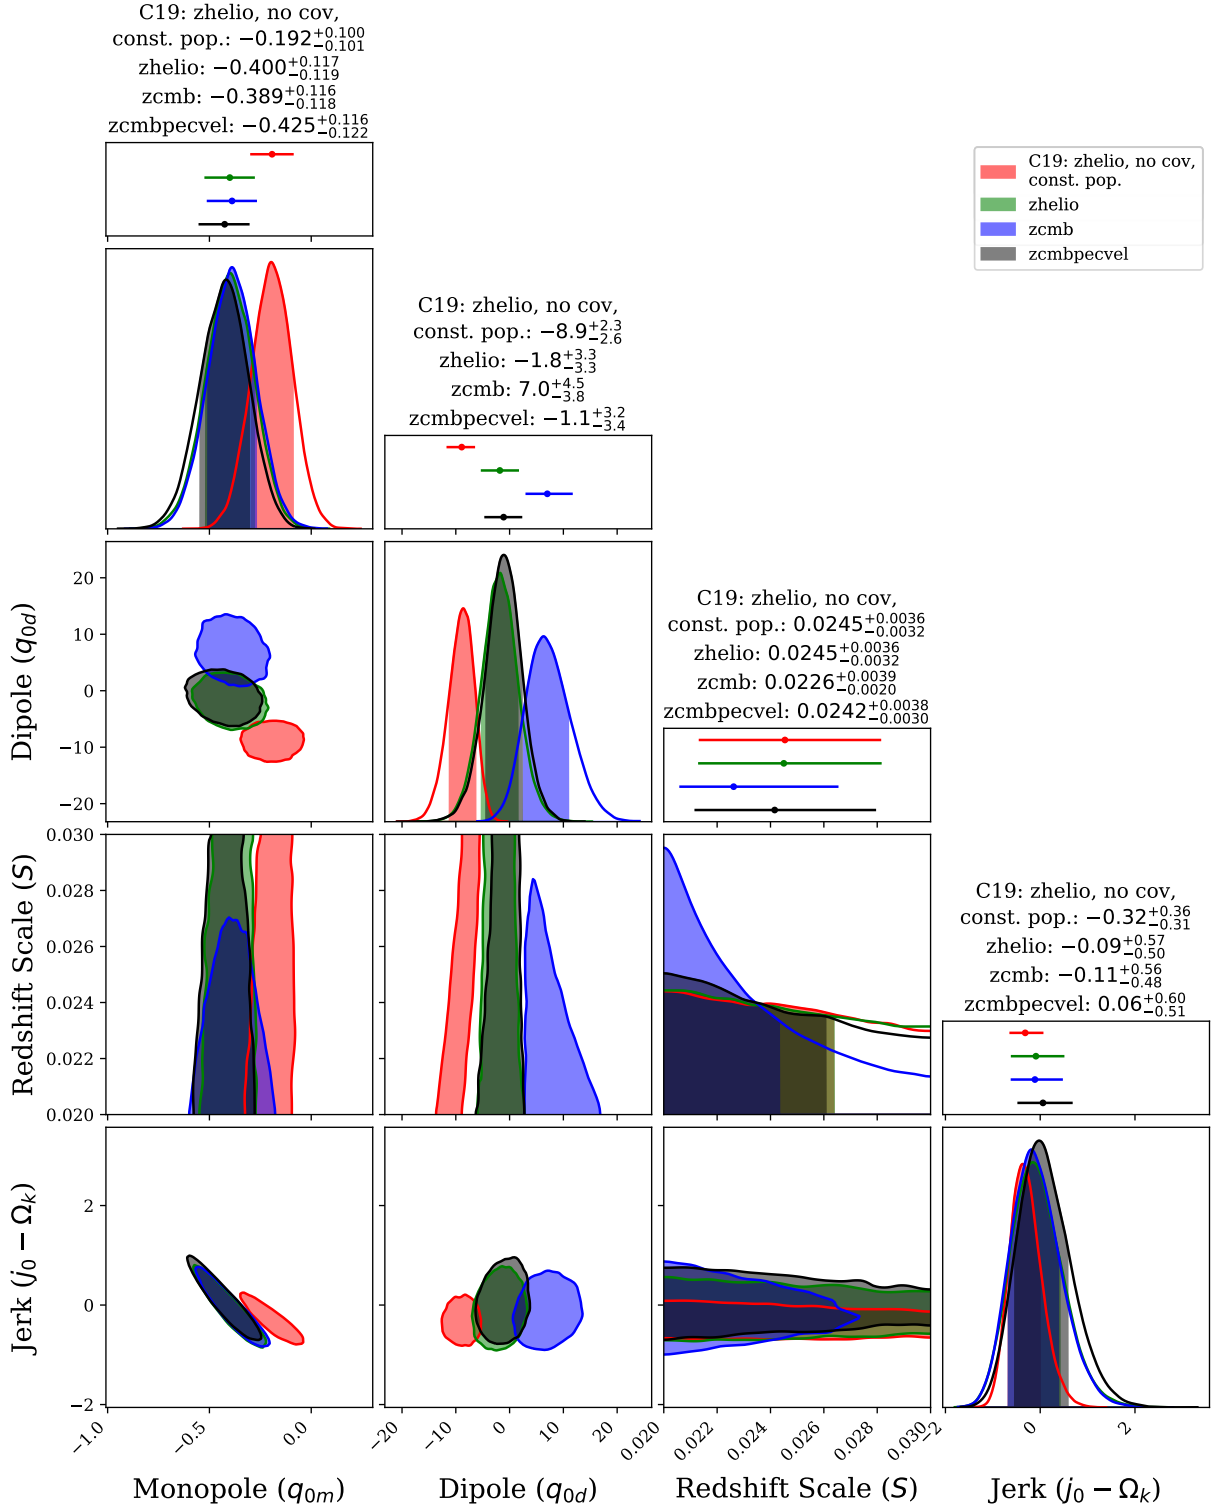 C19: zhelio, no cov,
const. pop.: −0.192+0.100 −0.101
zhelio: −0.400+0.117 −0.119
zcmb: −0.389+0.116 −0.118
zcmbpecvel: −0.425+0.116 −0.122
C19: zhelio, no cov,
const. pop.
zhelio
zcmb
zcmbpecvel
C19: zhelio, no cov,
const. pop.: −8.9+2.3 −2.6
zhelio: −1.8+3.3 −3.3
zcmb: 7.0+4.5 −3.8
zcmbpecvel: −1.1+3.2 −3.4
Dipole (q0d)
20
10
0
−10
−20
C19: zhelio, no cov,
const. pop.: 0.0245+0.0036 −0.0032
zhelio: 0.0245+0.0036 −0.0032
zcmb: 0.0226+0.0039 −0.0020
zcmbpecvel: 0.0242+0.0038 −0.0030
Redshift Scale (S)
0.030
0.028
0.026
0.024
0.022
0.020
C19: zhelio, no cov,
const. pop.: −0.32+0.36 −0.31
zhelio: −0.09+0.57 −0.50
zcmb: −0.11+0.56 −0.48
zcmbpecvel: 0.06+0.60 −0.51
Jerk (j0 − Ωk)
2
0
−2
−1.0
−0.5
0.0
−20
−10
0
10
20
0.020
0.022
0.024
0.026
0.028
0.030
−2
0
2
Monopole (q0m)
Dipole (q0d)
Redshift Scale (S)
Jerk (j0 − Ωk)